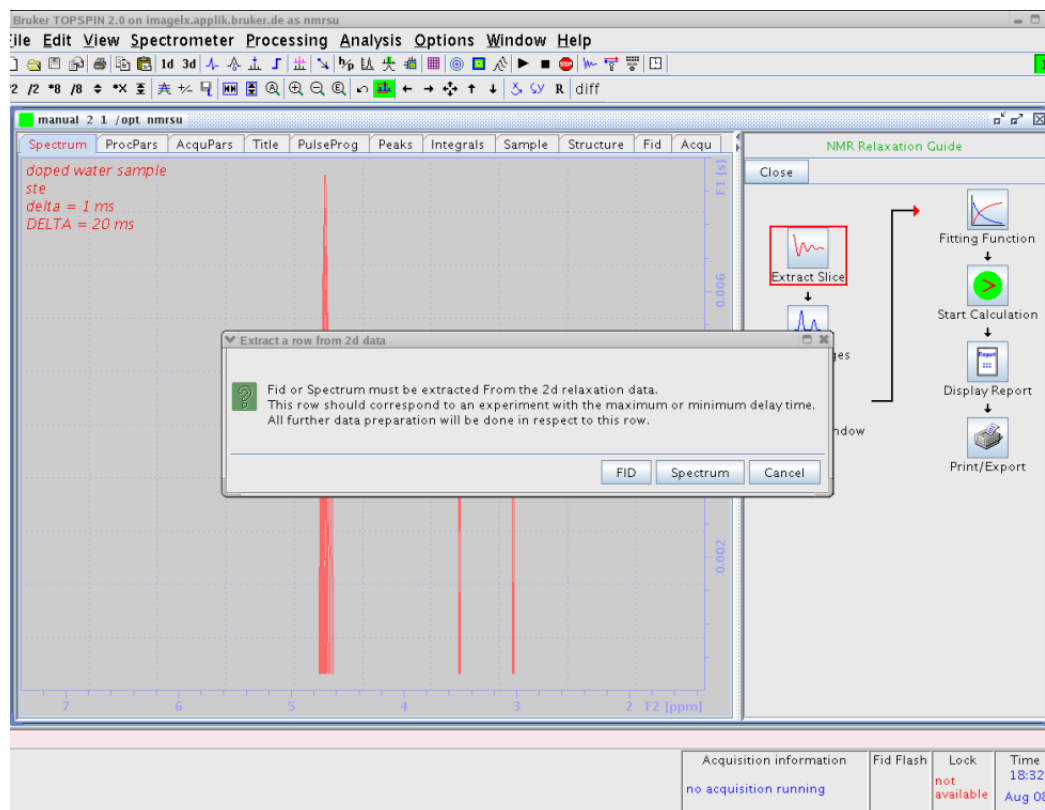 Bruker TOPSPIN 2.0 on imagelx.applik.bruker.de as nmrsu
File Edit View Spectrometer Processing Analysis Options Window Help
1d 3d
*2 /2 *8 /8 *X R diff
manual 2 1 /opt nmrsu
Spectrum ProcPars AcquPars Title PulseProg Peaks Integrals Sample Structure Fid Acqu
doped water sample
ste
delta = 1 ms
DELTA = 20 ms
F1 [s]
0.006
0.002
7 6 5 4 3 2 F2 [ppm]
NMR Relaxation Guide
Close
Extract Slice
Fitting Function
Start Calculation
Report
Display Report
Print/Export
Extract a row from 2d data
Fid or Spectrum must be extracted From the 2d relaxation data.
This row should correspond to an experiment with the maximum or minimum delay time.
All further data preparation will be done in respect to this row.
FID Spectrum Cancel
Acquisition information
no acquisition running
Fid Flash
Lock
not
available
Time
18:32
Aug 08